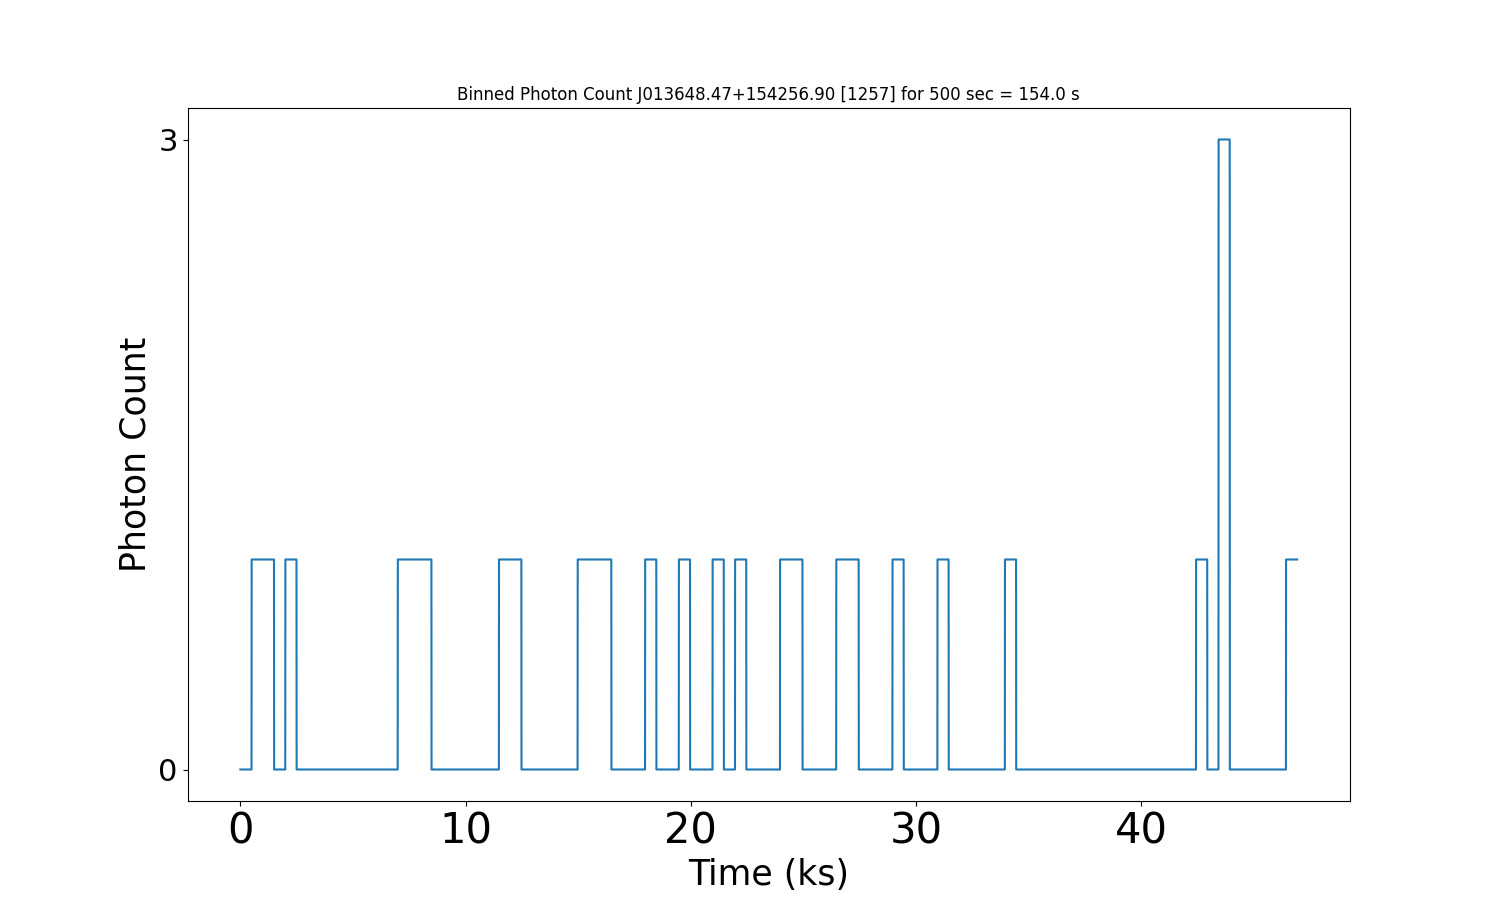 Binned Photon Count J013648.47+154256.90 [1257] for 500 sec = 154.0 s
3
Photon Count
0
0 10 20 30 40
Time (ks)